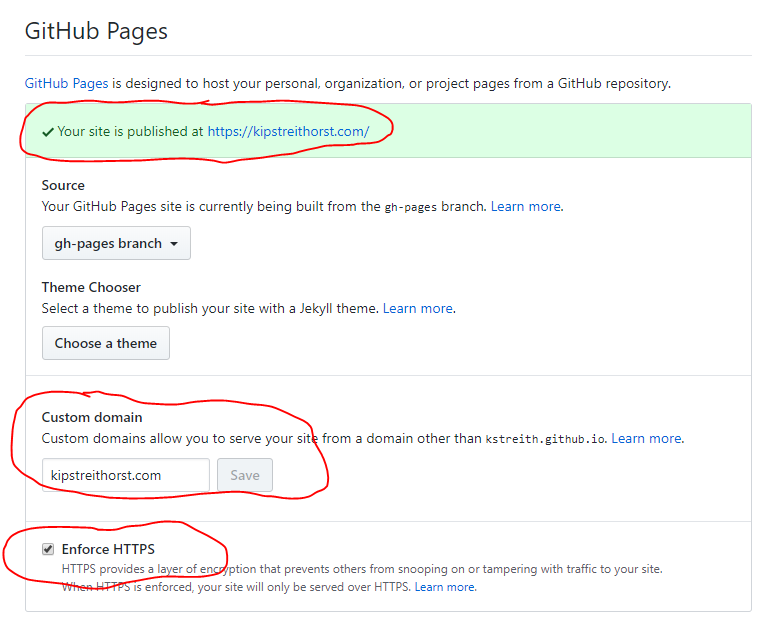 GitHub Pages
GitHub Pages is designed to host your personal, organization, or project pages from a GitHub repository.
✓ Your site is published at https://kipstreithorst.com/
Source
Your GitHub Pages site is currently being built from the gh-pages branch. Learn more.
gh-pages branch
Theme Chooser
Select a theme to publish your site with a Jekyll theme. Learn more.
Choose a theme
Custom domain
Custom domains allow you to serve your site from a domain other than kstreith.github.io. Learn more.
kipstreithorst.com Save
Enforce HTTPS
HTTPS provides a layer of encryption that prevents others from snooping on or tampering with traffic to your site.
When HTTPS is enforced, your site will only be served over HTTPS. Learn more.